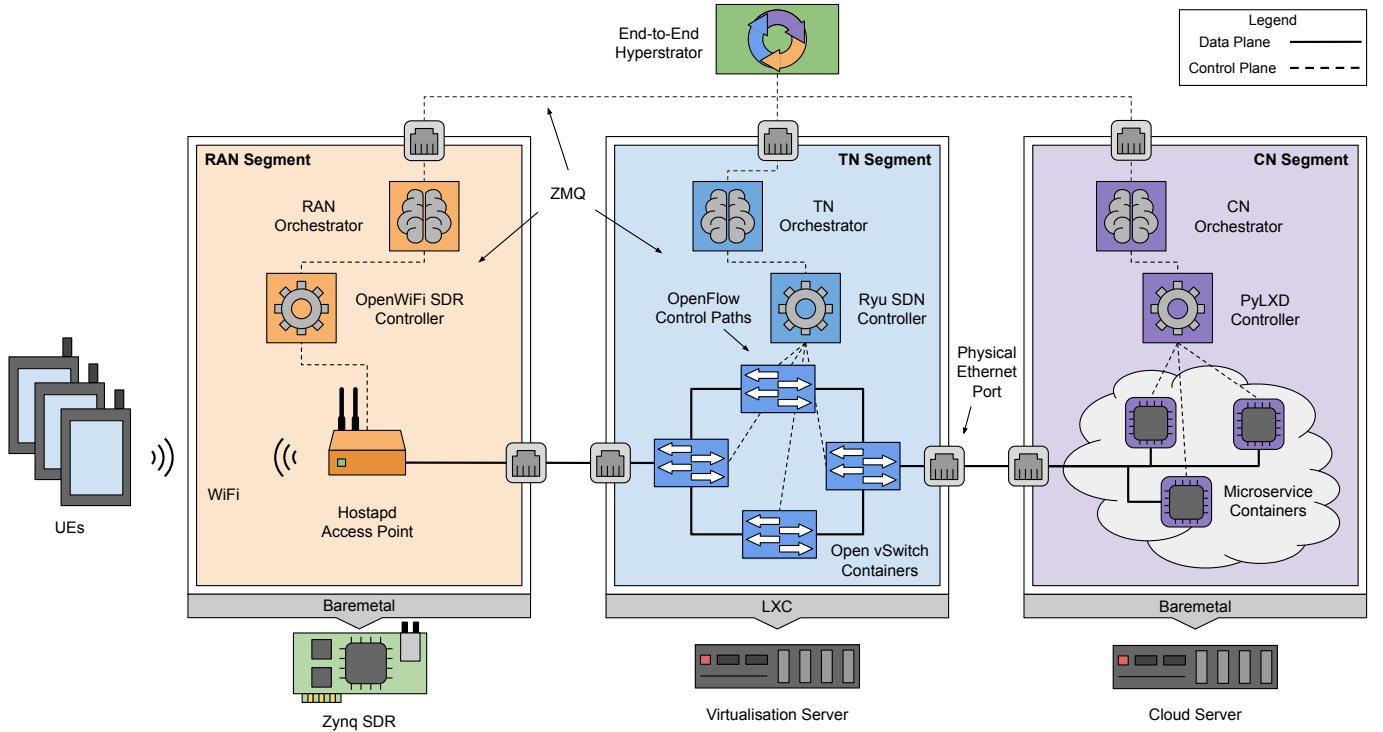 End-to-End
Hyperstrator
Legend
Data Plane
Control Plane
RAN Segment
TN Segment
CN Segment
RAN
Orchestrator
ZMQ
TN
Orchestrator
CN
Orchestrator
OpenWiFi SDR
Controller
OpenFlow
Control Paths
Ryu SDN
Controller
PyLXD
Controller
Physical
Ethernet
Port
WiFi
UEs
Hostapd
Access Point
Open vSwitch
Containers
Microservice
Containers
Baremetal
LXC
Baremetal
Zynq SDR
Virtualisation Server
Cloud Server